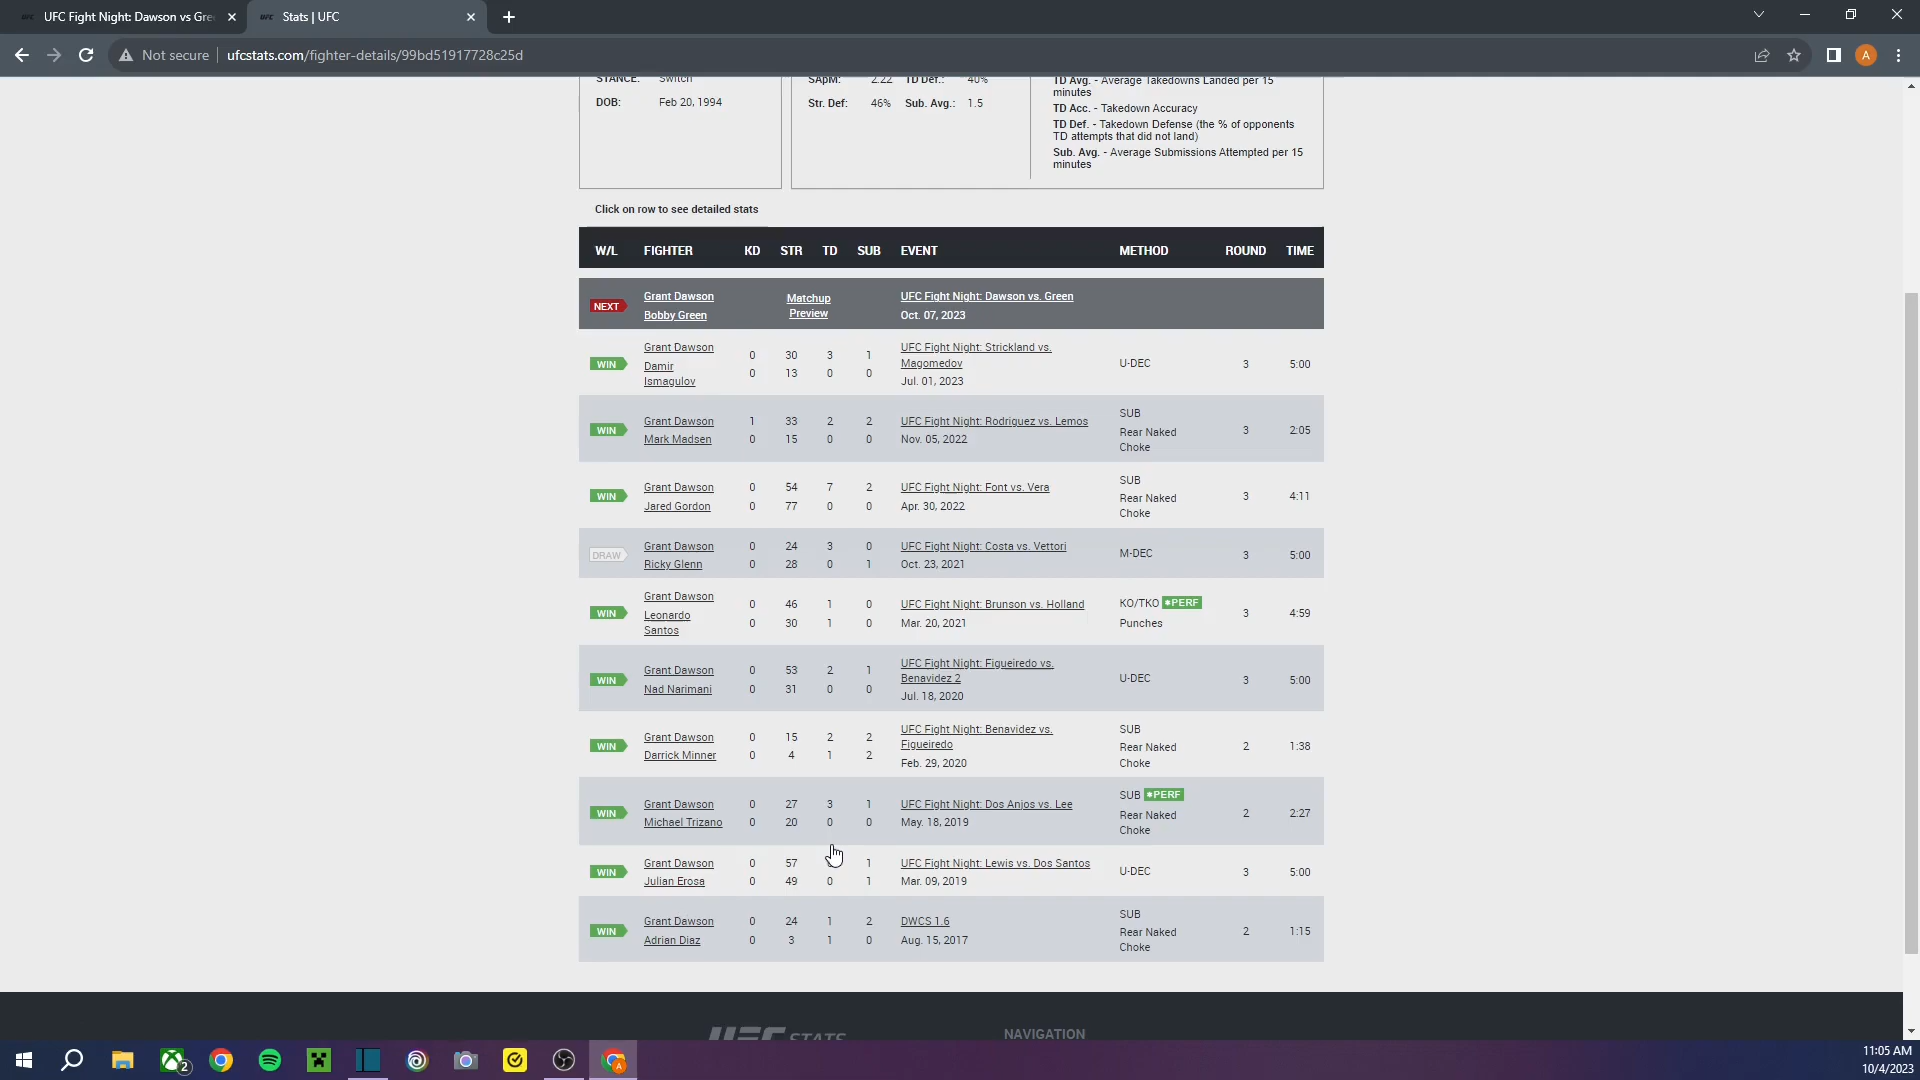 UFC Fight Night: Dawson vs Gre
Stats | UFC
Not secure
ufcstats.com/fighter-details/99bd51917728c25d
A
STANCE: Switch
SApM: 2.22 TD Def.: 40%
TD Avg. - Average Takedowns Landed per 15
minutes
DOB: Feb 20, 1994
Str. Def: 46% Sub. Avg.: 1.5
TD Acc. - Takedown Accuracy
TD Def. - Takedown Defense (the % of opponents
TD attempts that did not land)
Sub. Avg. - Average Submissions Attempted per 15
minutes
Click on row to see detailed stats
W/L FIGHTER KD STR TD SUB EVENT METHOD ROUND TIME
NEXT
Grant Dawson
Bobby Green
Matchup
Preview
UFC Fight Night: Dawson vs. Green
Oct. 07, 2023
WIN
Grant Dawson
Damir
Ismagulov
0 30 3 1
0 13 0 0
UFC Fight Night: Strickland vs.
Magomedov
Jul. 01, 2023
U-DEC
3
5:00
WIN
Grant Dawson
Mark Madsen
1 33 2 2
0 15 0 0
UFC Fight Night: Rodriguez vs. Lemos
Nov. 05, 2022
SUB
Rear Naked
Choke
3
2:05
WIN
Grant Dawson
Jared Gordon
0 54 7 2
0 77 0 0
UFC Fight Night: Font vs. Vera
Apr. 30, 2022
SUB
Rear Naked
Choke
3
4:11
DRAW
Grant Dawson
Ricky Glenn
0 24 3 0
0 28 0 1
UFC Fight Night: Costa vs. Vettori
Oct. 23, 2021
M-DEC
3
5:00
WIN
Grant Dawson
Leonardo
Santos
0 46 1 0
0 30 1 0
UFC Fight Night: Brunson vs. Holland
Mar. 20, 2021
KO/TKO *PERF
Punches
3
4:59
WIN
Grant Dawson
Nad Narimani
0 53 2 1
0 31 0 0
UFC Fight Night: Figueiredo vs.
Benavidez 2
Jul. 18, 2020
U-DEC
3
5:00
WIN
Grant Dawson
Darrick Minner
0 15 2 2
0 4 1 2
UFC Fight Night: Benavidez vs.
Figueiredo
Feb. 29, 2020
SUB
Rear Naked
Choke
2
1:38
WIN
Grant Dawson
Michael Trizano
0 27 3 1
0 20 0 0
UFC Fight Night: Dos Anjos vs. Lee
May. 18, 2019
SUB *PERF
Rear Naked
Choke
2
2:27
WIN
Grant Dawson
Julian Erosa
0 57 1
0 49 0 1
UFC Fight Night: Lewis vs. Dos Santos
Mar. 09, 2019
U-DEC
3
5:00
WIN
Grant Dawson
Adrian Diaz
0 24 1 2
0 3 1 0
DWCS 1.6
Aug. 15, 2017
SUB
Rear Naked
Choke
2
1:15
UFC STATS
NAVIGATION
2
A
11:05 AM
10/4/2023